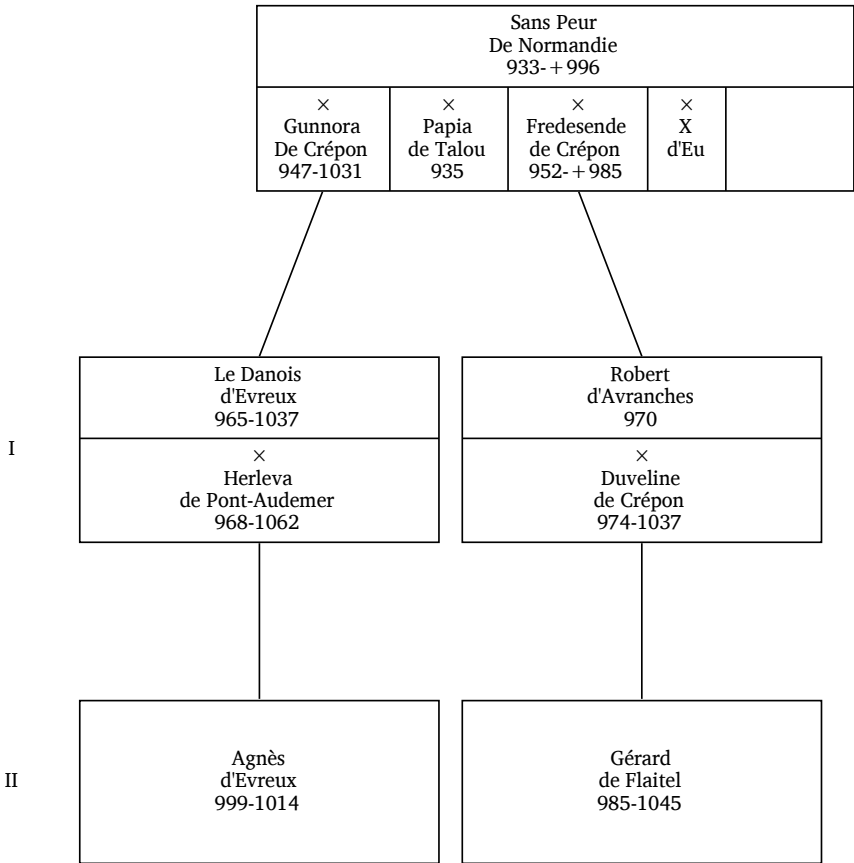 Sans Peur
De Normandie
933-+996
×
Gunnora
De Crépon
947-1031
×
Papia
de Talou
935
×
Fredesende
de Crépon
952-+985
×
X
d'Eu
I
Le Danois
d'Evreux
965-1037
×
Herleva
de Pont-Audemer
968-1062
Robert
d'Avranches
970
×
Duveline
de Crépon
974-1037
II
Agnès
d'Evreux
999-1014
Gérard
de Flaitel
985-1045